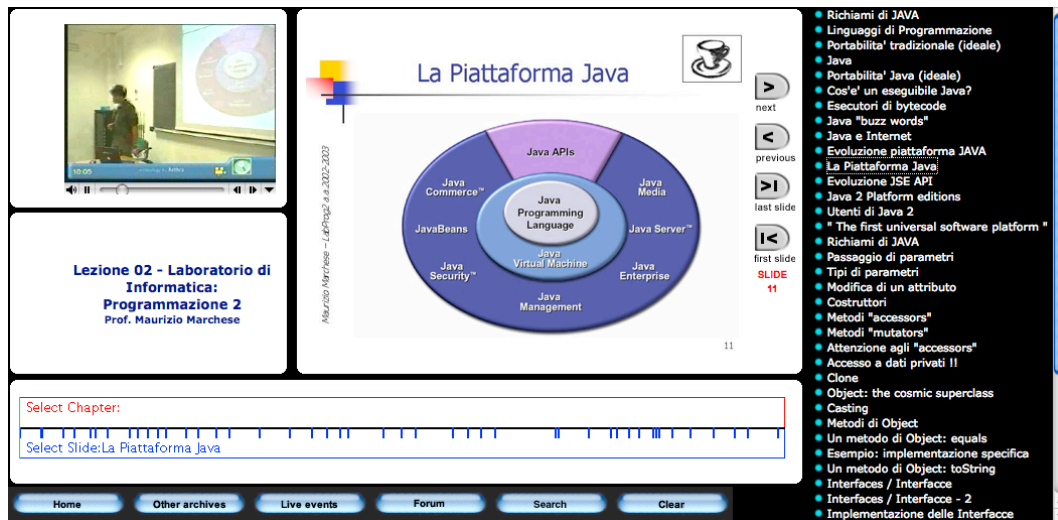 10:05
Lezione 02 - Laboratorio di
Informatica:
Programmazione 2
Prof. Maurizio Marchese
La Piattaforma Java
Maurizio Marchese – LabProg2 a.a.2002-2003
Java APIs
Java
Commerce™
Java
Media
Java
Programming
Language
JavaBeans
Java Server™
Java
Virtual Machine
Java
Security™
Java
Enterprise
Java
Management
11
>
next
<
previous
>|
last slide
|<
first slide
SLIDE
11
Richiami di JAVA
Linguaggi di Programmazione
Portabilita' tradizionale (ideale)
Java
Portabilita' Java (ideale)
Cos'e' un eseguibile Java?
Esecutori di bytecode
Java "buzz words"
Java e Internet
Evoluzione piattaforma JAVA
La Piattaforma Java
Evoluzione JSE API
Java 2 Platform editions
Utenti di Java 2
" The first universal software platform "
Richiami di JAVA
Passaggio di parametri
Tipi di parametri
Modifica di un attributo
Costruttori
Metodi "accessors"
Metodi "mutators"
Attenzione agli "accessors"
Accesso a dati privati !!
Clone
Object: the cosmic superclass
Casting
Metodi di Object
Un metodo di Object: equals
Esempio: implementazione specifica
Un metodo di Object: toString
Interfaces / Interfacce
Interfaces / Interfacce - 2
Implementazione delle Interfacce
Select Chapter:
Select Slide:La Piattaforma Java
Home
Other archives
Live events
Forum
Search
Clear